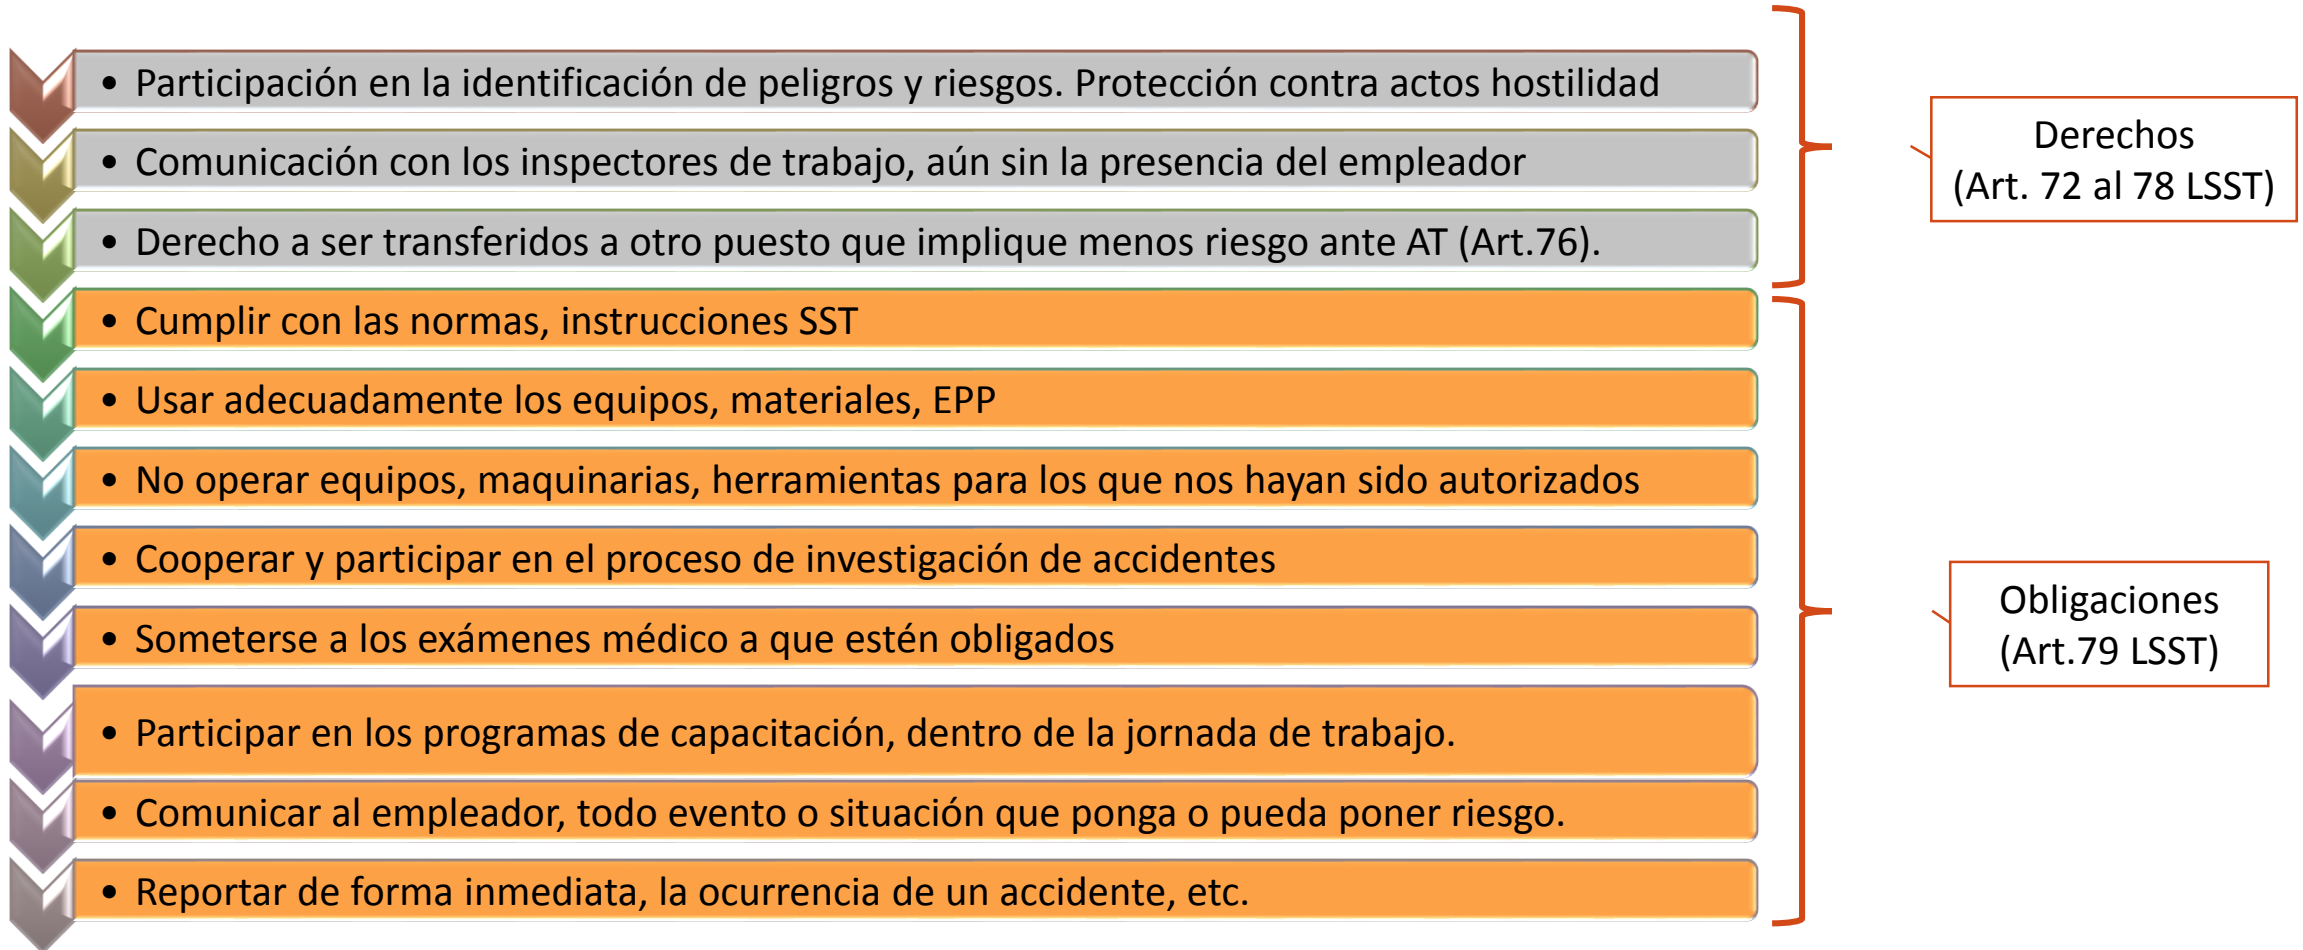 • Participación en la identificación de peligros y riesgos. Protección contra actos hostilidad
• Comunicación con los inspectores de trabajo, aún sin la presencia del empleador
• Derecho a ser transferidos a otro puesto que implique menos riesgo ante AT (Art.76).
Derechos
(Art. 72 al 78 LSST)
• Cumplir con las normas, instrucciones SST
• Usar adecuadamente los equipos, materiales, EPP
• No operar equipos, maquinarias, herramientas para los que nos hayan sido autorizados
• Cooperar y participar en el proceso de investigación de accidentes
• Someterse a los exámenes médico a que estén obligados
• Participar en los programas de capacitación, dentro de la jornada de trabajo.
• Comunicar al empleador, todo evento o situación que ponga o pueda poner riesgo.
• Reportar de forma inmediata, la ocurrencia de un accidente, etc.
Obligaciones
(Art.79 LSST)